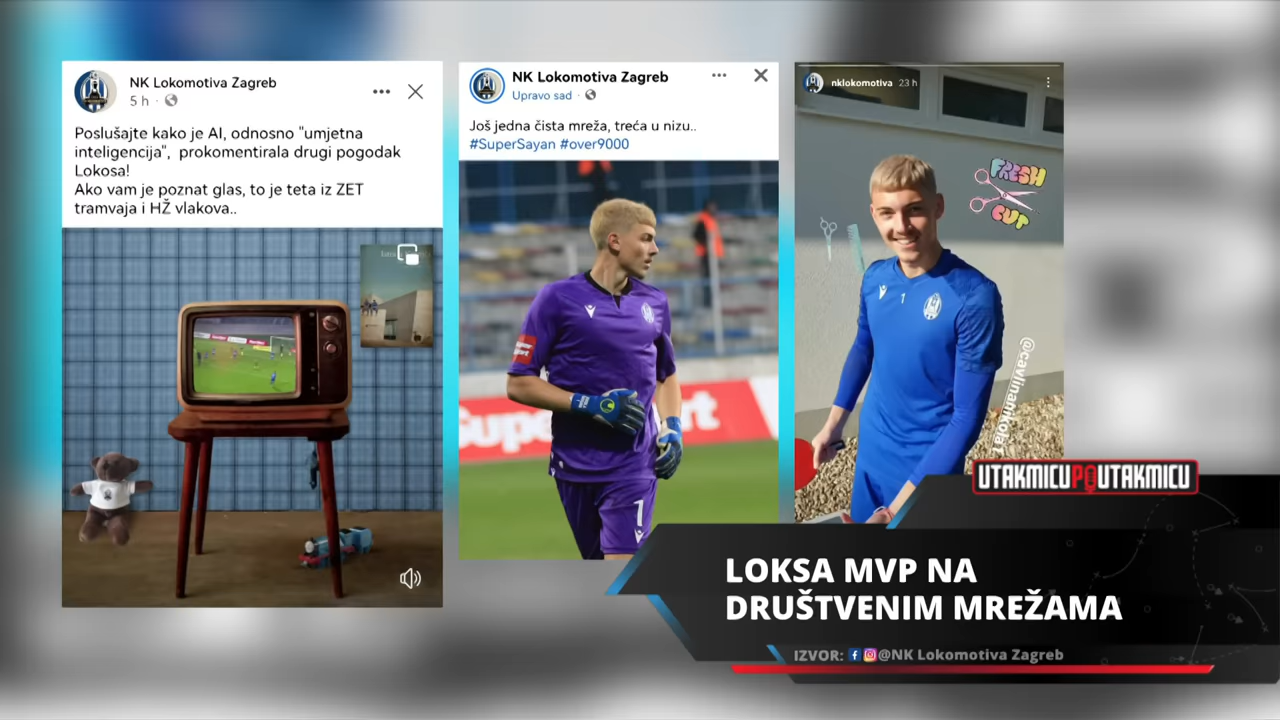 NK Lokomotiva Zagreb
5 h ·
Poslušajte kako je AI, odnosno "umjetna
inteligencija", prokomentirala drugi pogodak
Lokosa!
Ako vam je poznat glas, to je teta iz ZET
tramvaja i HŽ vlakova..
NK Lokomotiva Zagreb
Upravo sad ·
Još jedna čista mreža, treća u nizu..
#SuperSayan #over9000
1
nklokomotiva 23 h
FRESH
CUT
1
@cavlinanikola1
UTAKMICU PO UTAKMICU
LOKSA MVP NA
DRUŠTVENIM MREŽAMA
IZVOR: @NK Lokomotiva Zagreb